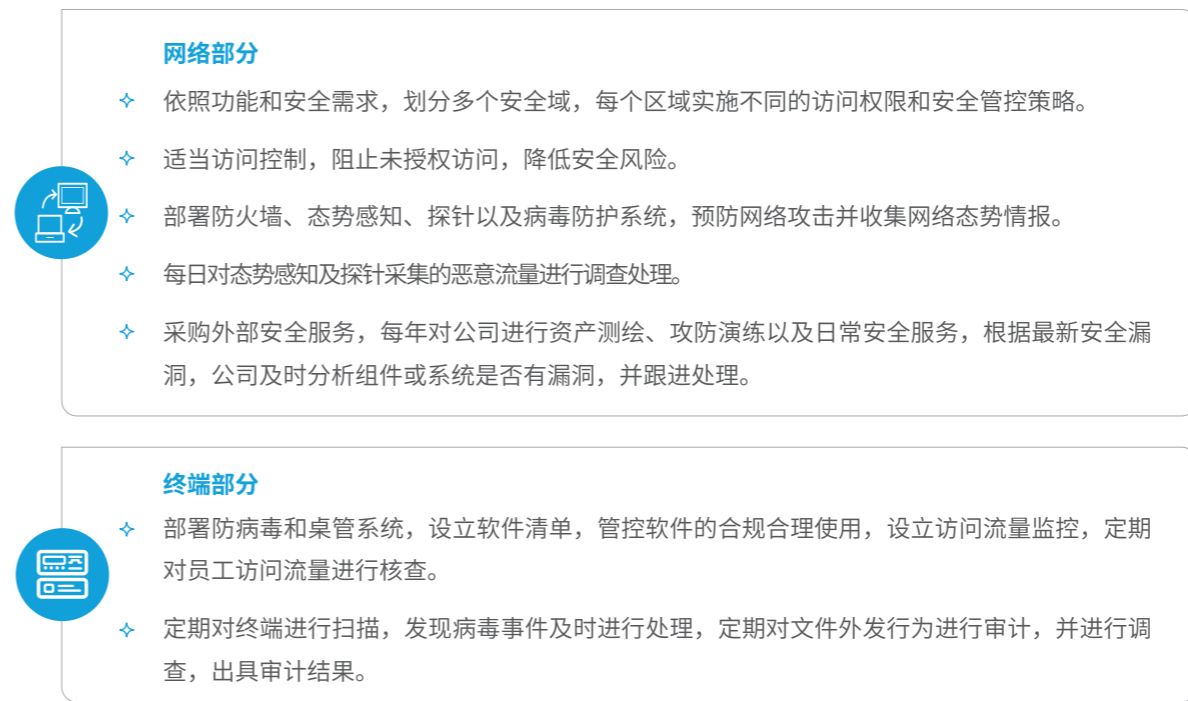 网络部分
依照功能和安全需求，划分多个安全域，每个区域实施不同的访问权限和安全管控策略。
适当访问控制，阻止未授权访问，降低安全风险。
部署防火墙、态势感知、探针以及病毒防护系统，预防网络攻击并收集网络态势情报。
每日对态势感知及探针采集的恶意流量进行调查处理。
采购外部安全服务，每年对公司进行资产测绘、攻防演练以及日常安全服务，根据最新安全漏
洞，公司及时分析组件或系统是否有漏洞，并跟进处理。
终端部分
部署防病毒和桌管系统，设立软件清单，管控软件的合规合理使用，设立访问流量监控，定期
对员工访问流量进行核查。
定期对终端进行扫描，发现病毒事件及时进行处理，定期对文件外发行为进行审计，并进行调
查，出具审计结果。